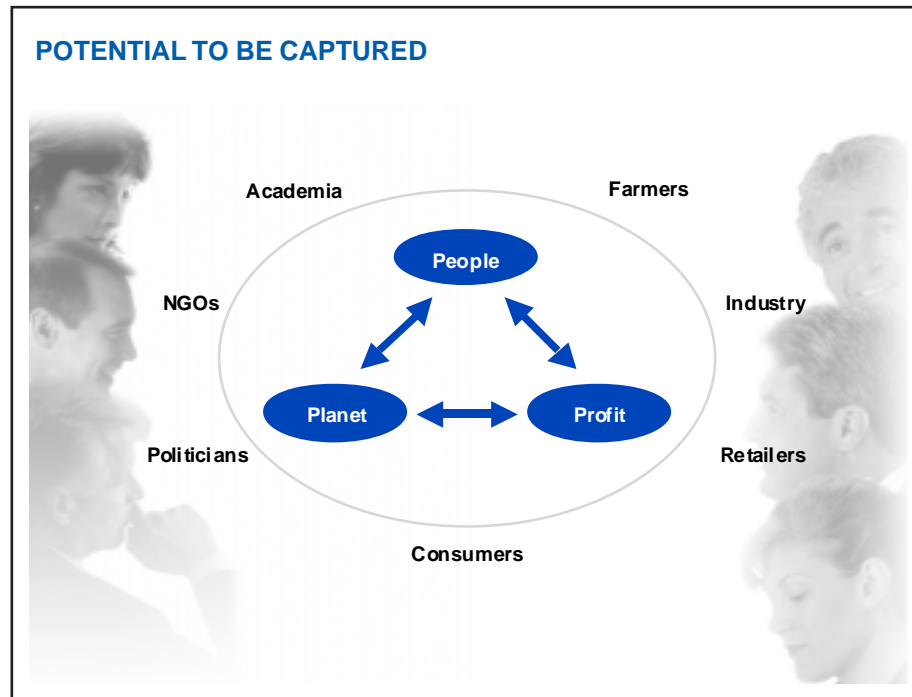 POTENTIAL TO BE CAPTURED
Academia
Farmers
People
NGOs
Industry
Planet
Profit
Politicians
Retailers
Consumers